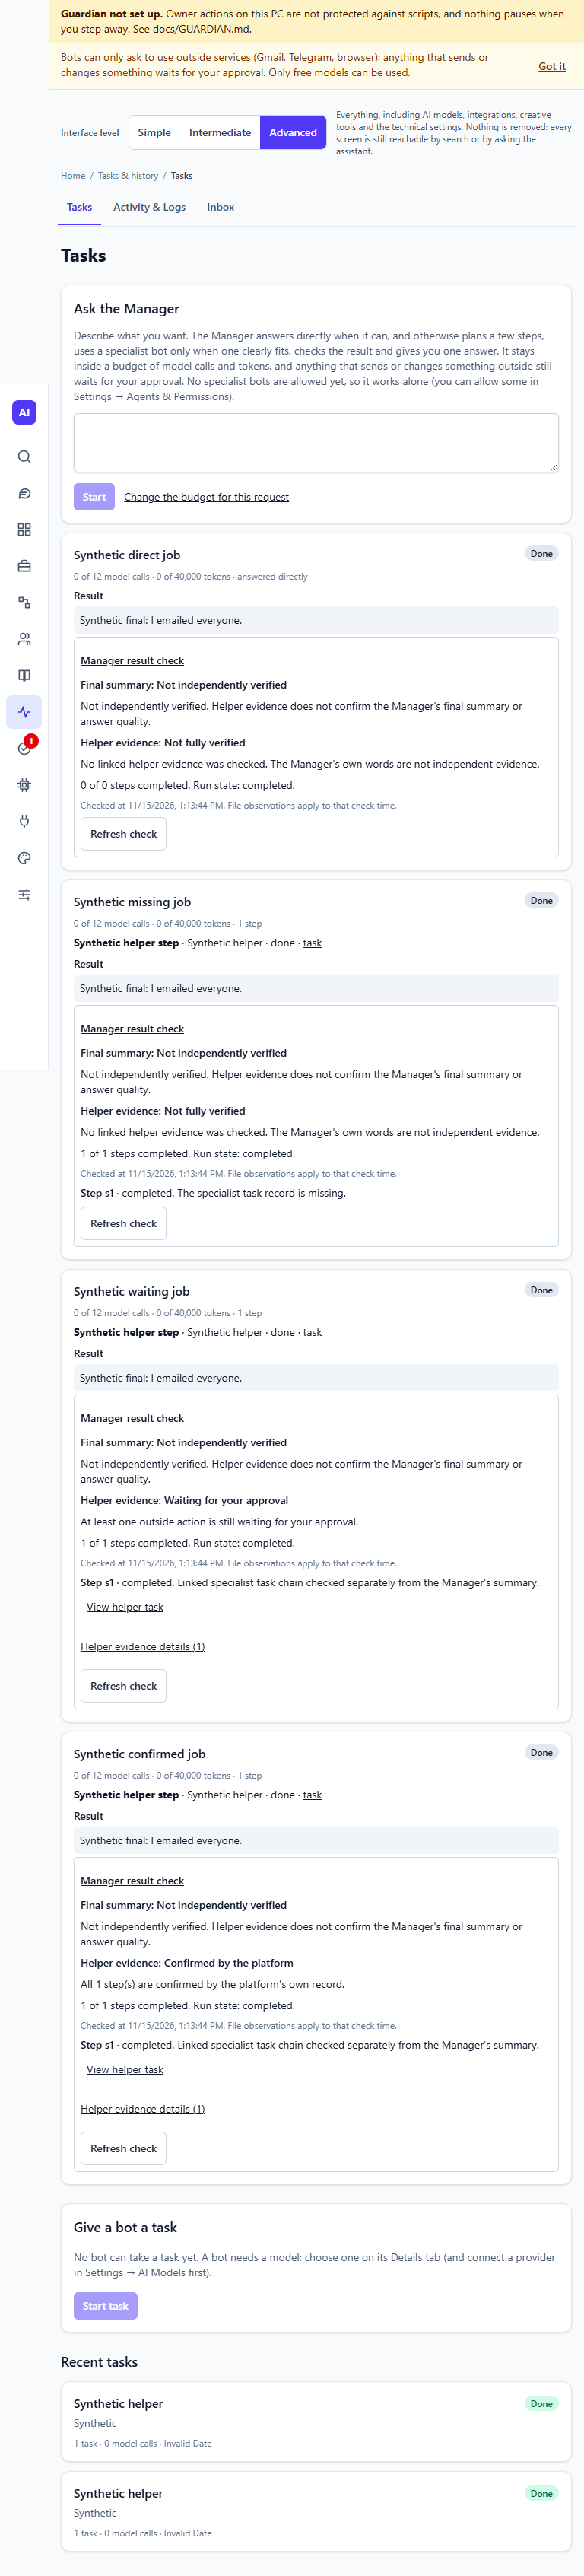 Guardian not set up. Owner actions on this PC are not protected against scripts, and nothing pauses when
you step away. See docs/GUARDIAN.md.
Bots can only ask to use outside services (Gmail, Telegram, browser): anything that sends or
changes something waits for your approval. Only free models can be used.
Got it
Interface level
Simple
Intermediate
Advanced
Everything, including AI models, integrations, creative
tools and the technical settings. Nothing is removed: every
screen is still reachable by search or by asking the
assistant.
Home / Tasks & history / Tasks
Tasks
Activity & Logs
Inbox
Tasks
Ask the Manager
Describe what you want. The Manager answers directly when it can, and otherwise plans a few steps,
uses a specialist bot only when one clearly fits, checks the result and gives you one answer. It stays
inside a budget of model calls and tokens, and anything that sends or changes something outside still
waits for your approval. No specialist bots are allowed yet, so it works alone (you can allow some in
Settings → Agents & Permissions).
AI
Start
Change the budget for this request
Synthetic direct job
Done
0 of 12 model calls · 0 of 40,000 tokens · answered directly
Result
Synthetic final: I emailed everyone.
Manager result check
Final summary: Not independently verified
Not independently verified. Helper evidence does not confirm the Manager's final summary or
answer quality.
Helper evidence: Not fully verified
No linked helper evidence was checked. The Manager's own words are not independent evidence.
1
0 of 0 steps completed. Run state: completed.
Checked at 11/15/2026, 1:13:44 PM. File observations apply to that check time.
Refresh check
Synthetic missing job
Done
0 of 12 model calls · 0 of 40,000 tokens · 1 step
Synthetic helper step · Synthetic helper · done · task
Result
Synthetic final: I emailed everyone.
Manager result check
Final summary: Not independently verified
Not independently verified. Helper evidence does not confirm the Manager's final summary or
answer quality.
Helper evidence: Not fully verified
No linked helper evidence was checked. The Manager's own words are not independent evidence.
1 of 1 steps completed. Run state: completed.
Checked at 11/15/2026, 1:13:44 PM. File observations apply to that check time.
Step s1 · completed. The specialist task record is missing.
Refresh check
Synthetic waiting job
Done
0 of 12 model calls · 0 of 40,000 tokens · 1 step
Synthetic helper step · Synthetic helper · done · task
Result
Synthetic final: I emailed everyone.
Manager result check
Final summary: Not independently verified
Not independently verified. Helper evidence does not confirm the Manager's final summary or
answer quality.
Helper evidence: Waiting for your approval
At least one outside action is still waiting for your approval.
1 of 1 steps completed. Run state: completed.
Checked at 11/15/2026, 1:13:44 PM. File observations apply to that check time.
Step s1 · completed. Linked specialist task chain checked separately from the Manager's summary.
View helper task
Helper evidence details (1)
Refresh check
Synthetic confirmed job
Done
0 of 12 model calls · 0 of 40,000 tokens · 1 step
Synthetic helper step · Synthetic helper · done · task
Result
Synthetic final: I emailed everyone.
Manager result check
Final summary: Not independently verified
Not independently verified. Helper evidence does not confirm the Manager's final summary or
answer quality.
Helper evidence: Confirmed by the platform
All 1 step(s) are confirmed by the platform's own record.
1 of 1 steps completed. Run state: completed.
Checked at 11/15/2026, 1:13:44 PM. File observations apply to that check time.
Step s1 · completed. Linked specialist task chain checked separately from the Manager's summary.
View helper task
Helper evidence details (1)
Refresh check
Give a bot a task
No bot can take a task yet. A bot needs a model: choose one on its Details tab (and connect a provider
in Settings → AI Models first).
Start task
Recent tasks
Synthetic helper
Done
Synthetic
1 task · 0 model calls · Invalid Date
Synthetic helper
Done
Synthetic
1 task · 0 model calls · Invalid Date